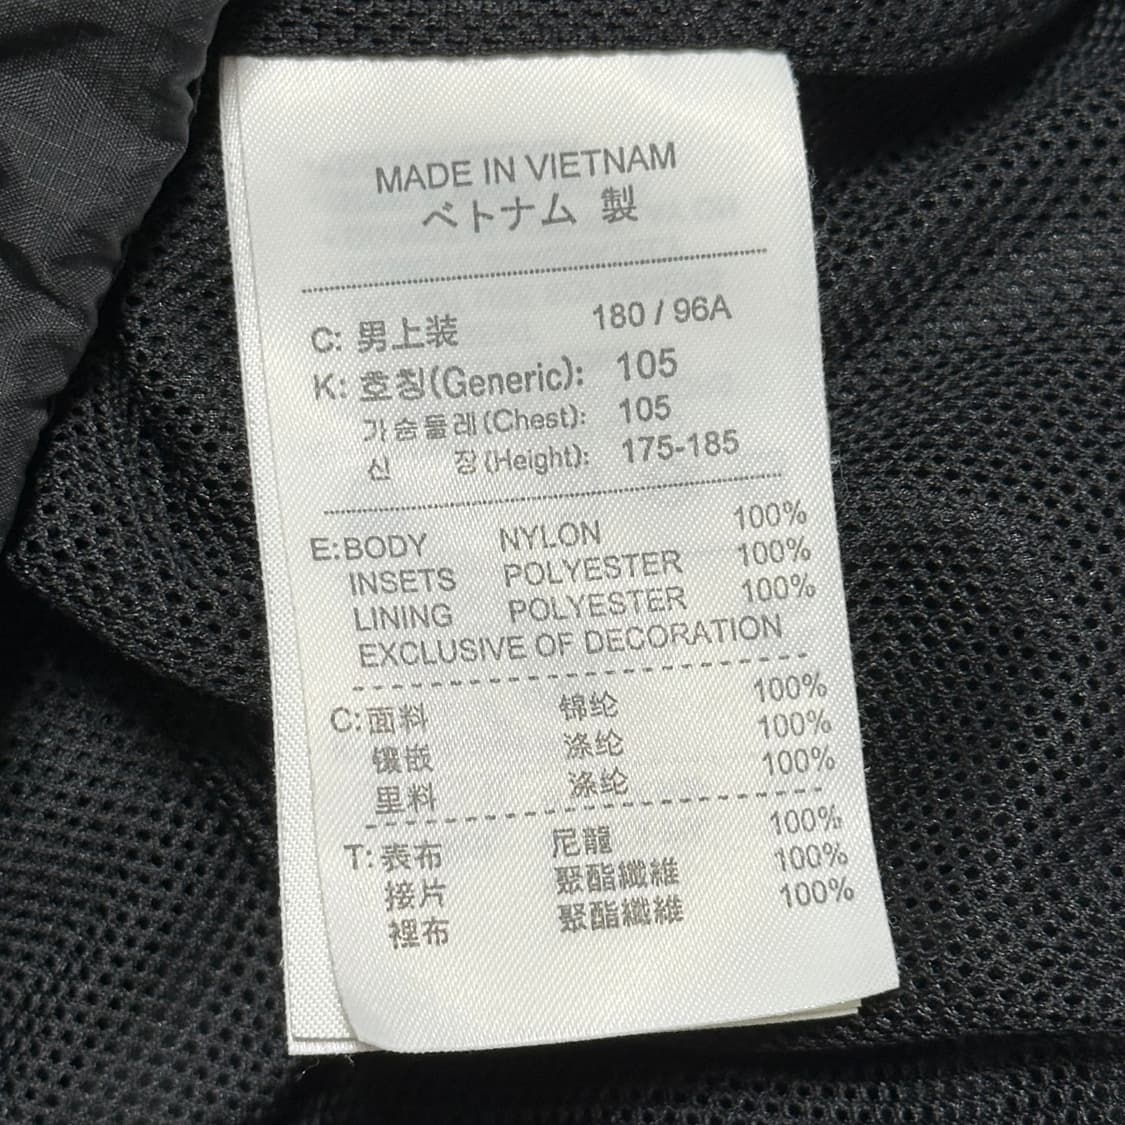 MADE IN VIETNAM
ベトナム 製
C: 男上装 180 / 96A
K: 호칭(Generic): 105
가슴둘레(Chest): 105
신 장(Height): 175-185
E:BODY NYLON 100%
INSETS POLYESTER 100%
LINING POLYESTER 100%
EXCLUSIVE OF DECORATION
C:面料 锦纶 100%
镶嵌 涤纶 100%
里料 涤纶 100%
T: 表布 尼龍 100%
接片 聚酯纖維 100%
裡布 聚酯纖維 100%